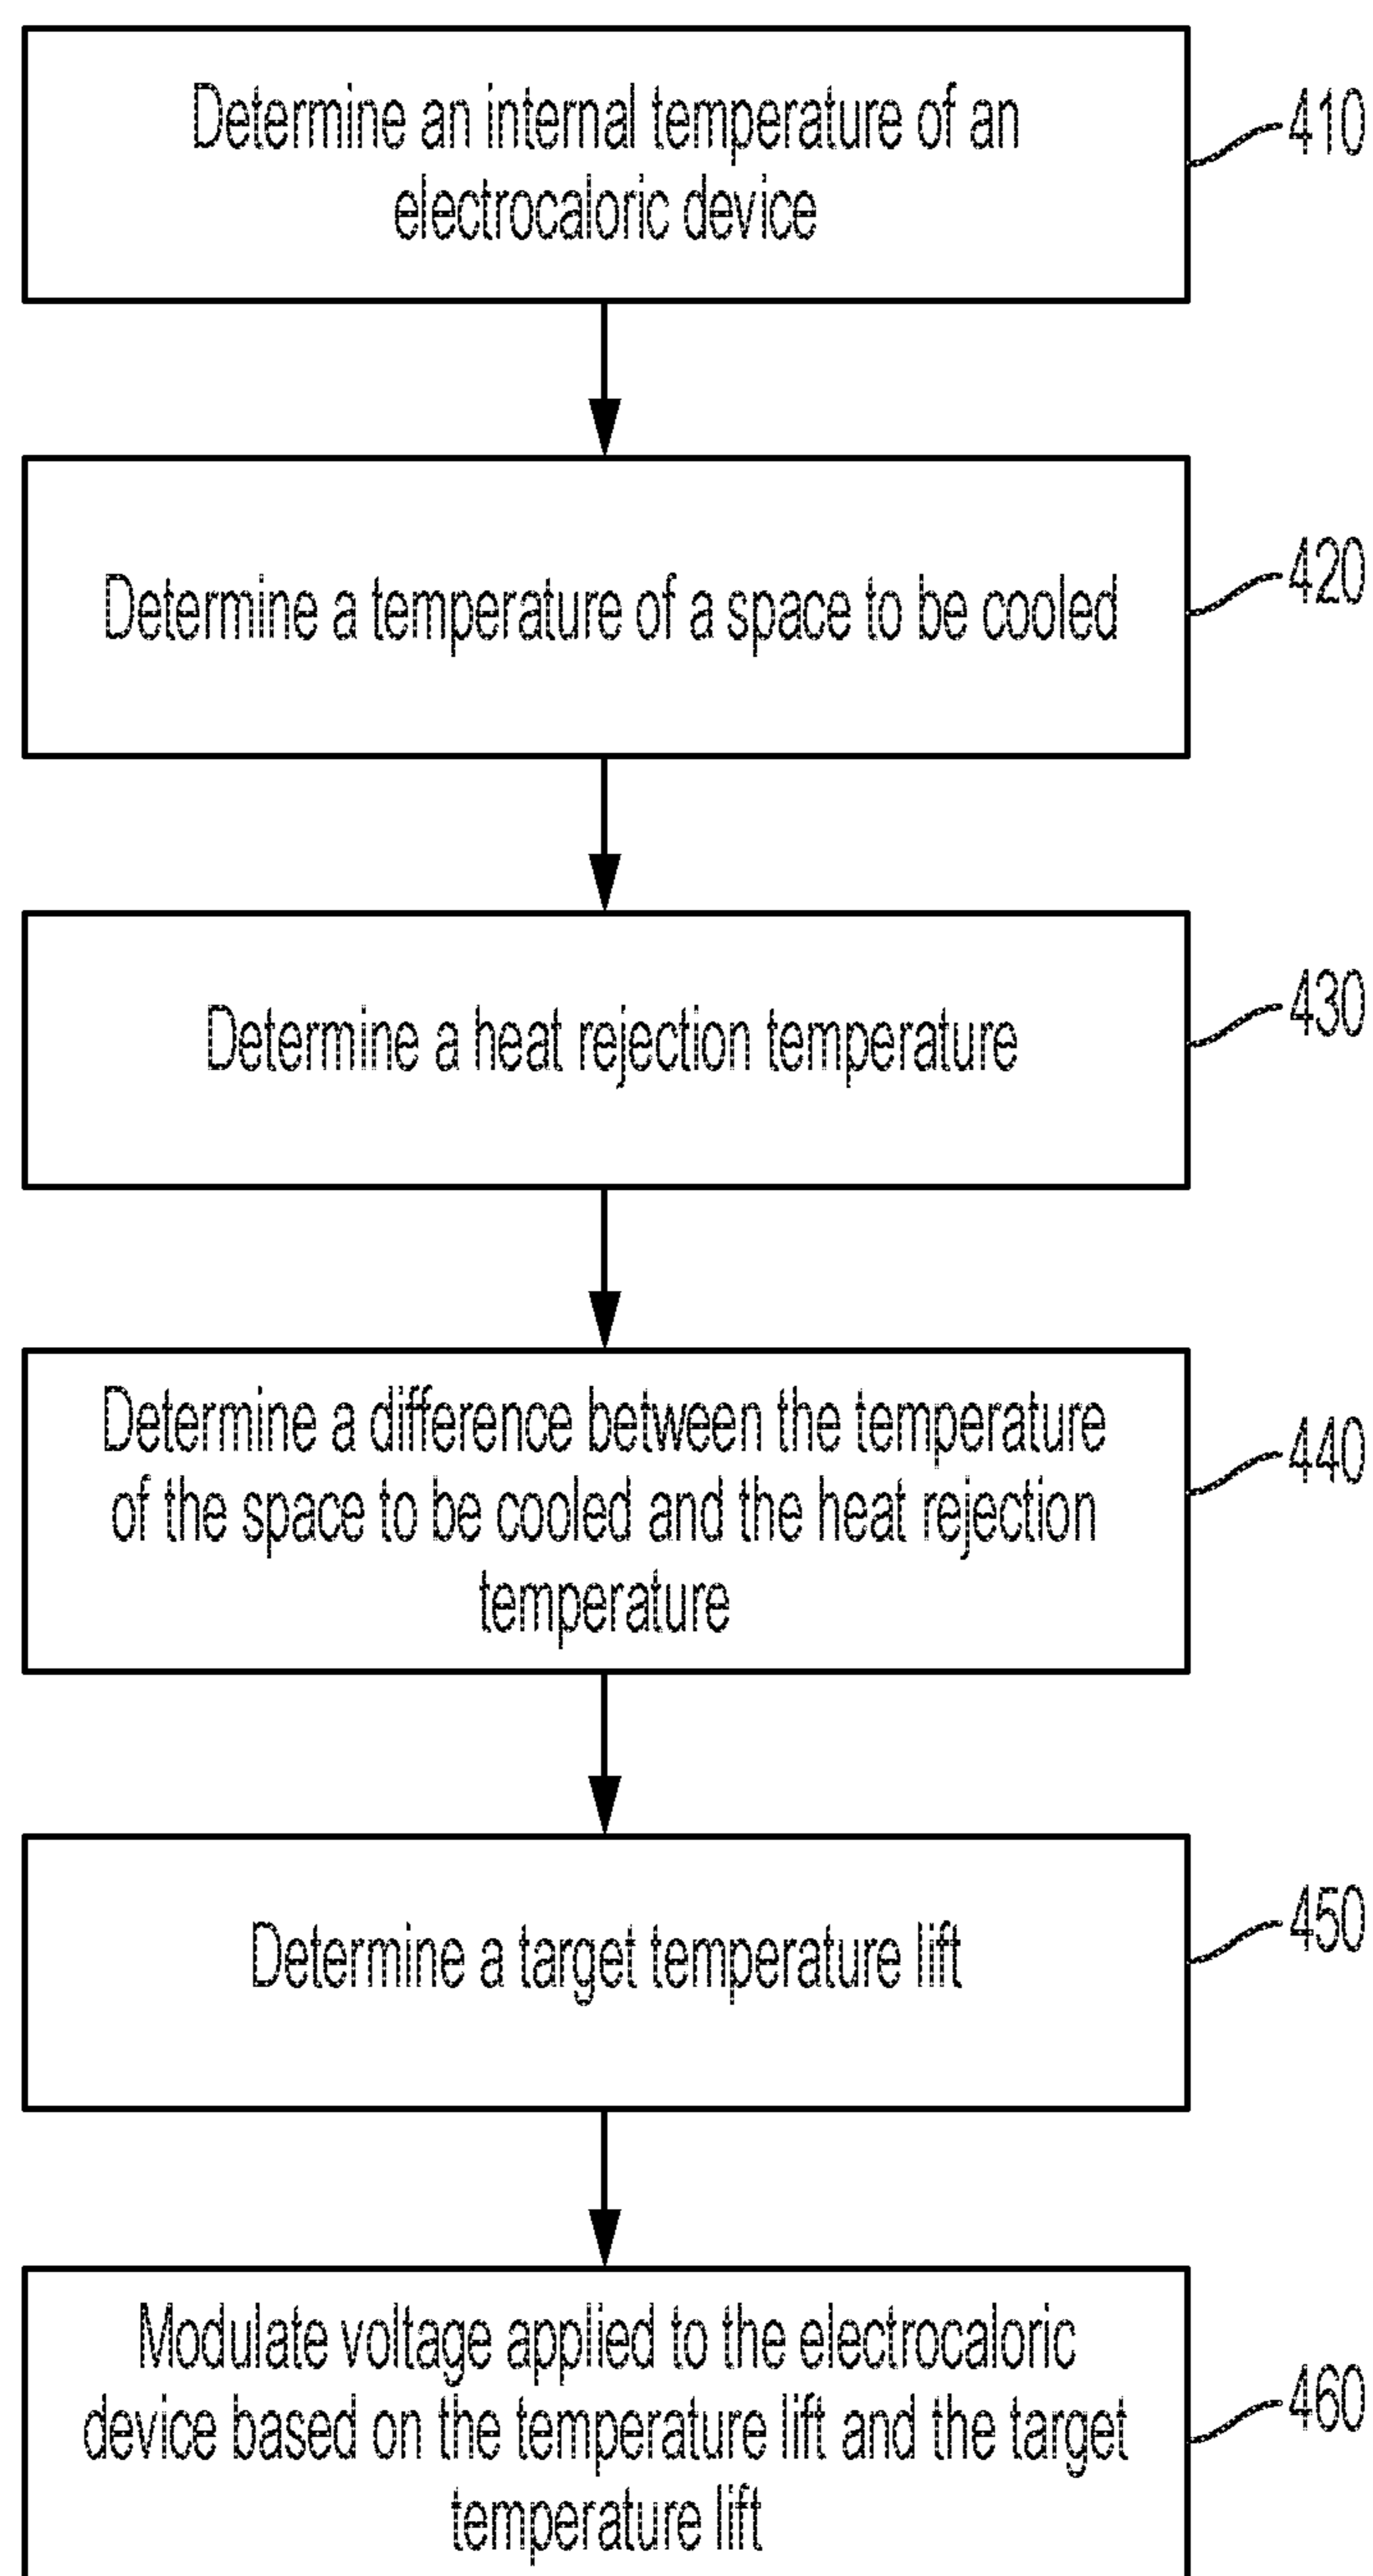 Determine an internal temperature of an
electrocaloric device
410
Determine a temperature of a space to be cooled
420
Determine a heat rejection temperature
430
Determine a difference between the temperature
of the space to be cooled and the heat rejection
temperature
440
Determine a target temperature lift
450
Modulate voltage applied to the electrocaloric
device based on the temperature lift and the target
temperature lift
460